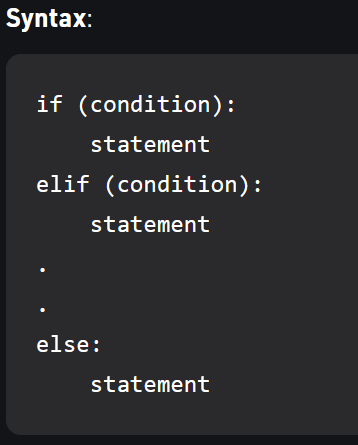 Syntax:
if (condition):
    statement
elif (condition):
    statement
.
.
else:
    statement